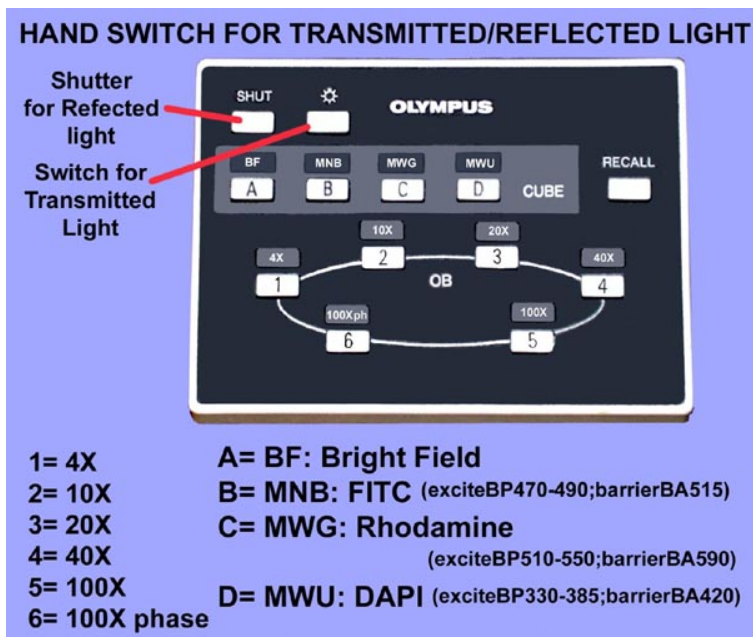 HAND SWITCH FOR TRANSMITTED/REFLECTED LIGHT
Shutter
for Refected
light
Switch for
Transmitted
Light
SHUT
OLYMPUS
BF MNB MWG MWU
A B C D CUBE
RECALL
10X 20X
2 3
4X 40X
1 OB 4
100Xph 100X
6 5
1= 4X
2= 10X
3= 20X
4= 40X
5= 100X
6= 100X phase
A= BF: Bright Field
B= MNB: FITC (exciteBP470-490;barrierBA515)
C= MWG: Rhodamine
(exciteBP510-550;barrierBA590)
D= MWU: DAPI (exciteBP330-385;barrierBA420)